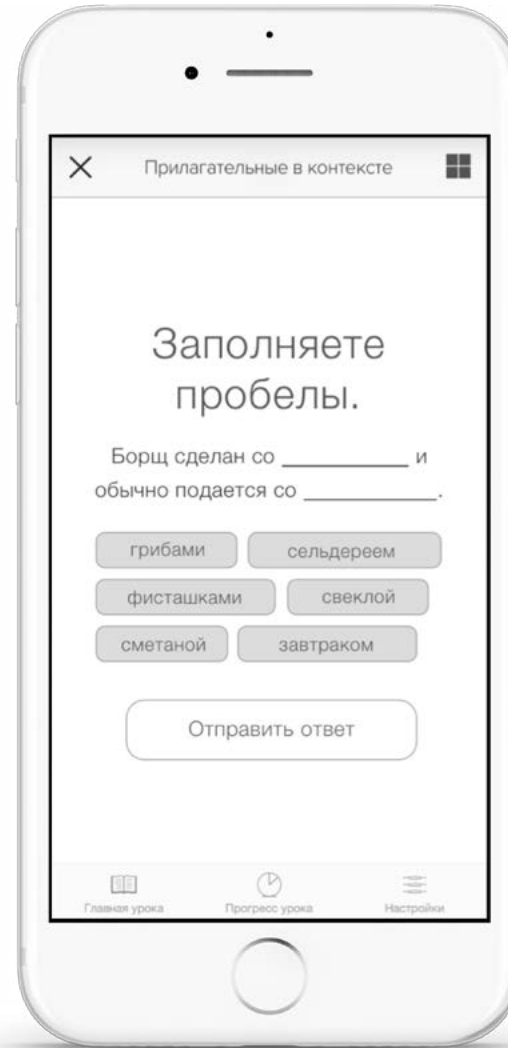 Прилагательные в контексте
Заполняете
пробелы.
Борщ сделан со ___________ и
обычно подается со ___________.
грибами сельдереем
фисташками свеклой
сметаной завтраком
Отправить ответ
Главная урока Прогресс урока Настройки